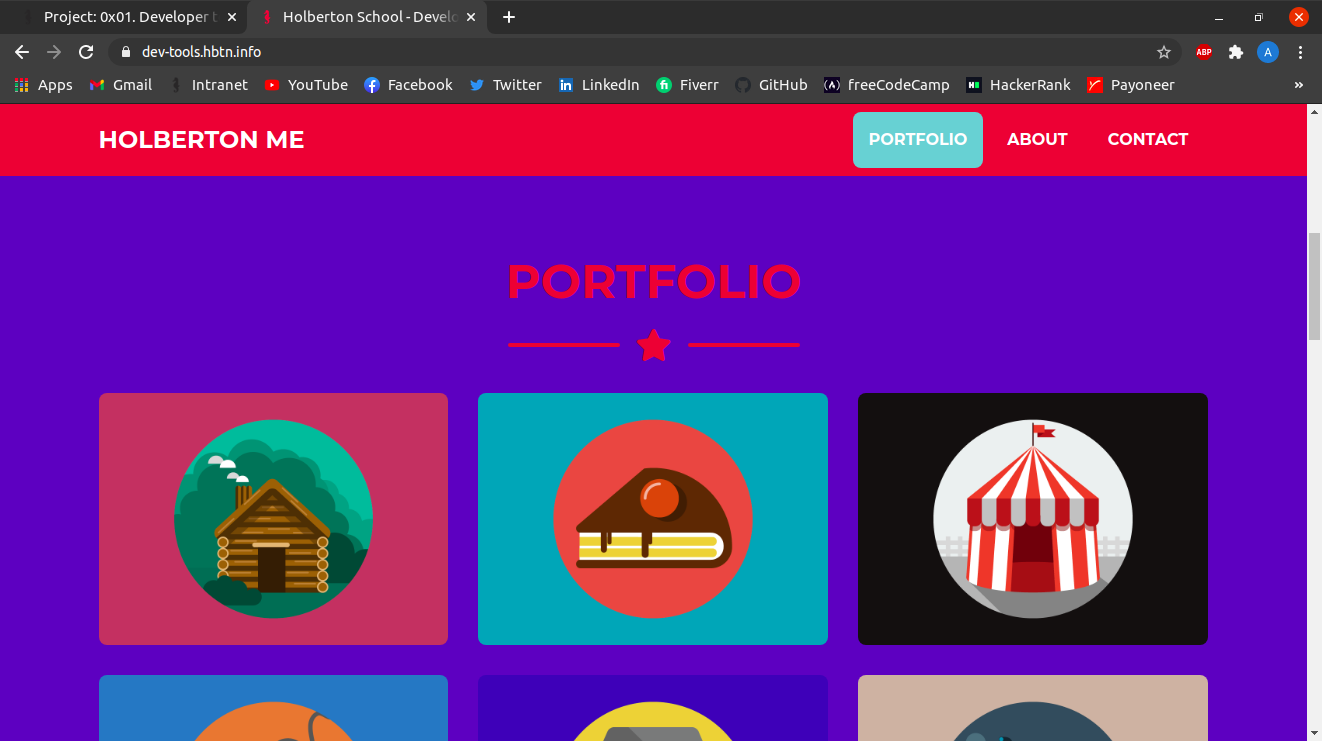 Project: 0x01. Developer t
Holberton School - Develo
dev-tools.hbtn.info
ABP
A
Apps
Gmail
Intranet
YouTube
Facebook
Twitter
LinkedIn
Fiverr
GitHub
freeCodeCamp
HackerRank
Payoneer
»
HOLBERTON ME
PORTFOLIO
ABOUT
CONTACT
PORTFOLIO